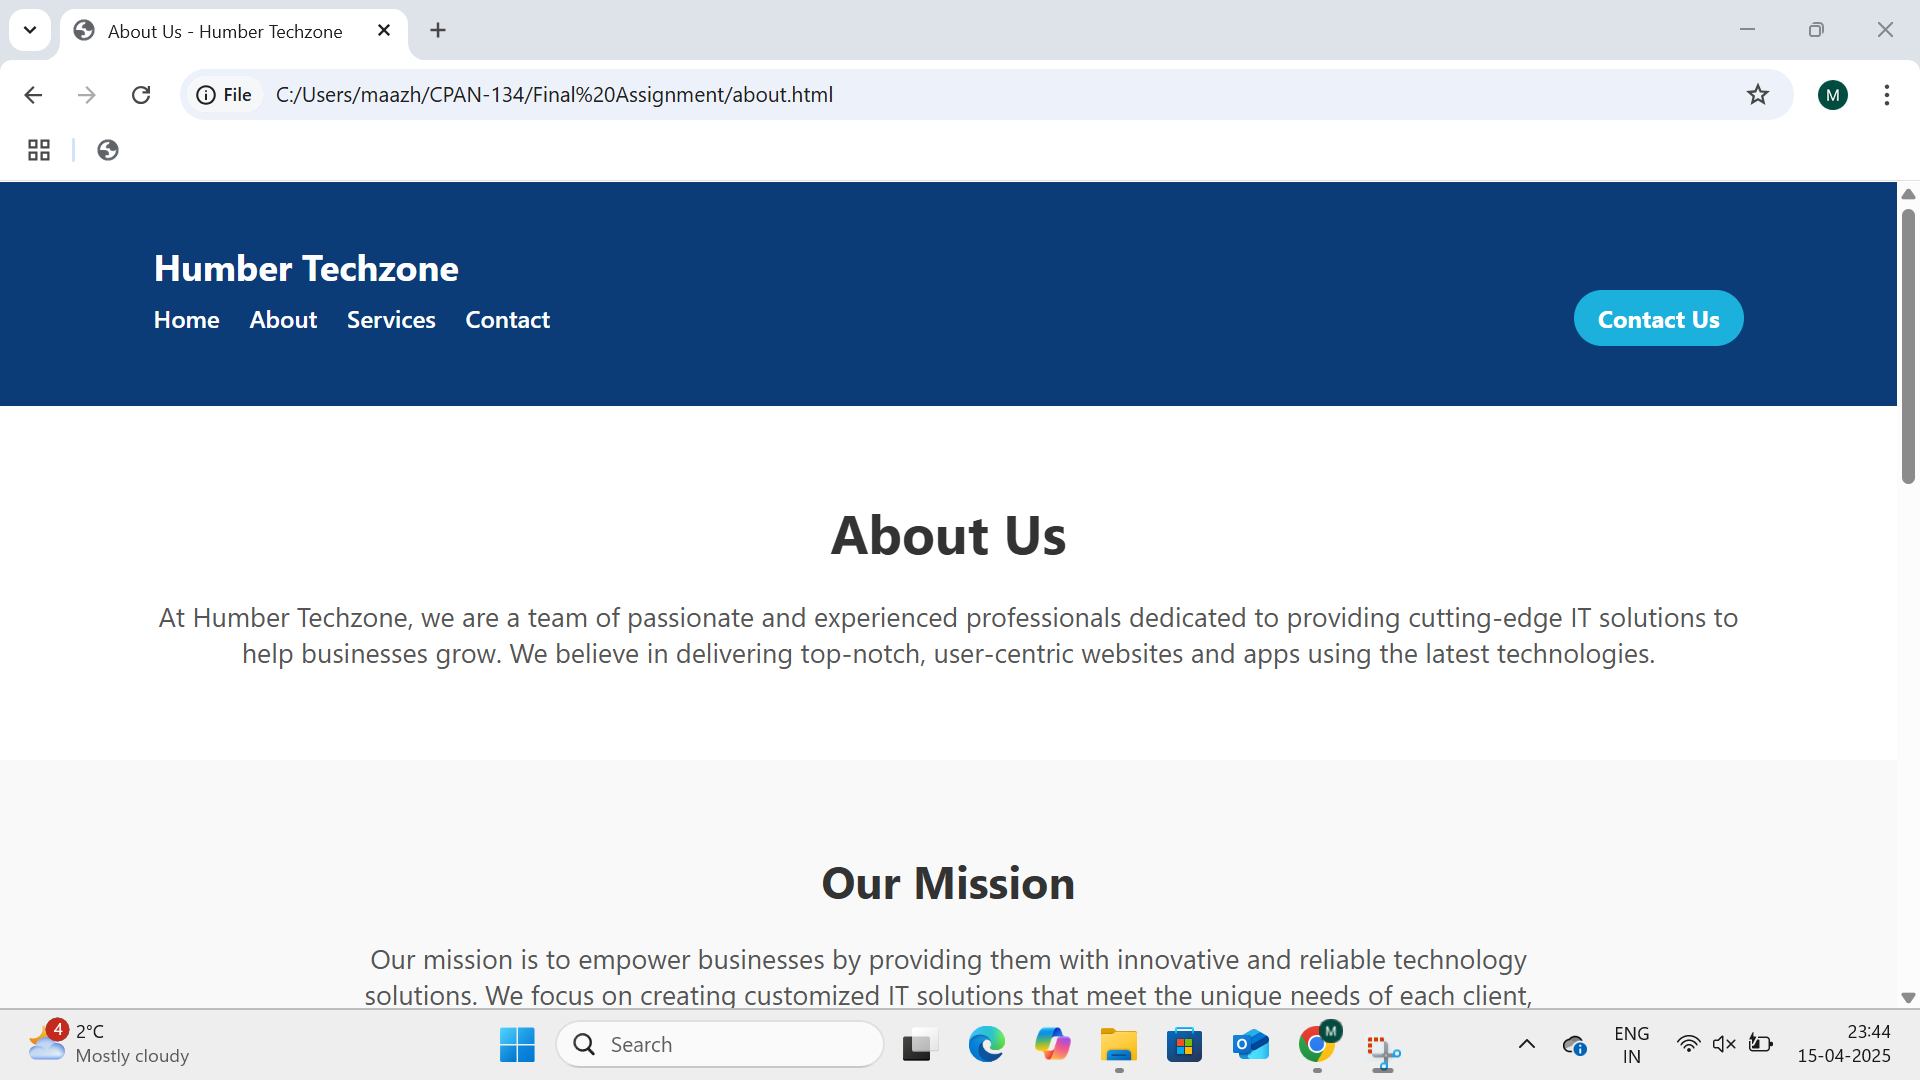 About Us - Humber Techzone
File C:/Users/maazh/CPAN-134/Final%20Assignment/about.html
M
Humber Techzone
Home About Services Contact
Contact Us
About Us
At Humber Techzone, we are a team of passionate and experienced professionals dedicated to providing cutting-edge IT solutions to
help businesses grow. We believe in delivering top-notch, user-centric websites and apps using the latest technologies.
Our Mission
Our mission is to empower businesses by providing them with innovative and reliable technology
solutions. We focus on creating customized IT solutions that meet the unique needs of each client,
4
2°C
Mostly cloudy
Search
M
ENG
IN
23:44
15-04-2025